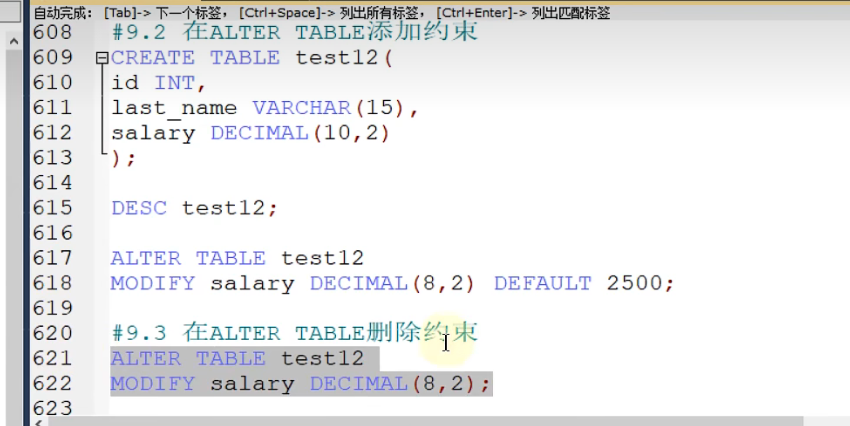 自动完成： [Tab]-> 下一个标签， [Ctrl+Space]-> 列出所有标签， [Ctrl+Enter]-> 列出匹配标签
608 #9.2 在ALTER TABLE添加约束
609 CREATE TABLE test12(
610 id INT,
611 last_name VARCHAR(15),
612 salary DECIMAL(10,2)
613 );
614
615 DESC test12;
616
617 ALTER TABLE test12
618 MODIFY salary DECIMAL(8,2) DEFAULT 2500;
619
620 #9.3 在ALTER TABLE删除约束
621 ALTER TABLE test12
622 MODIFY salary DECIMAL(8,2);
623